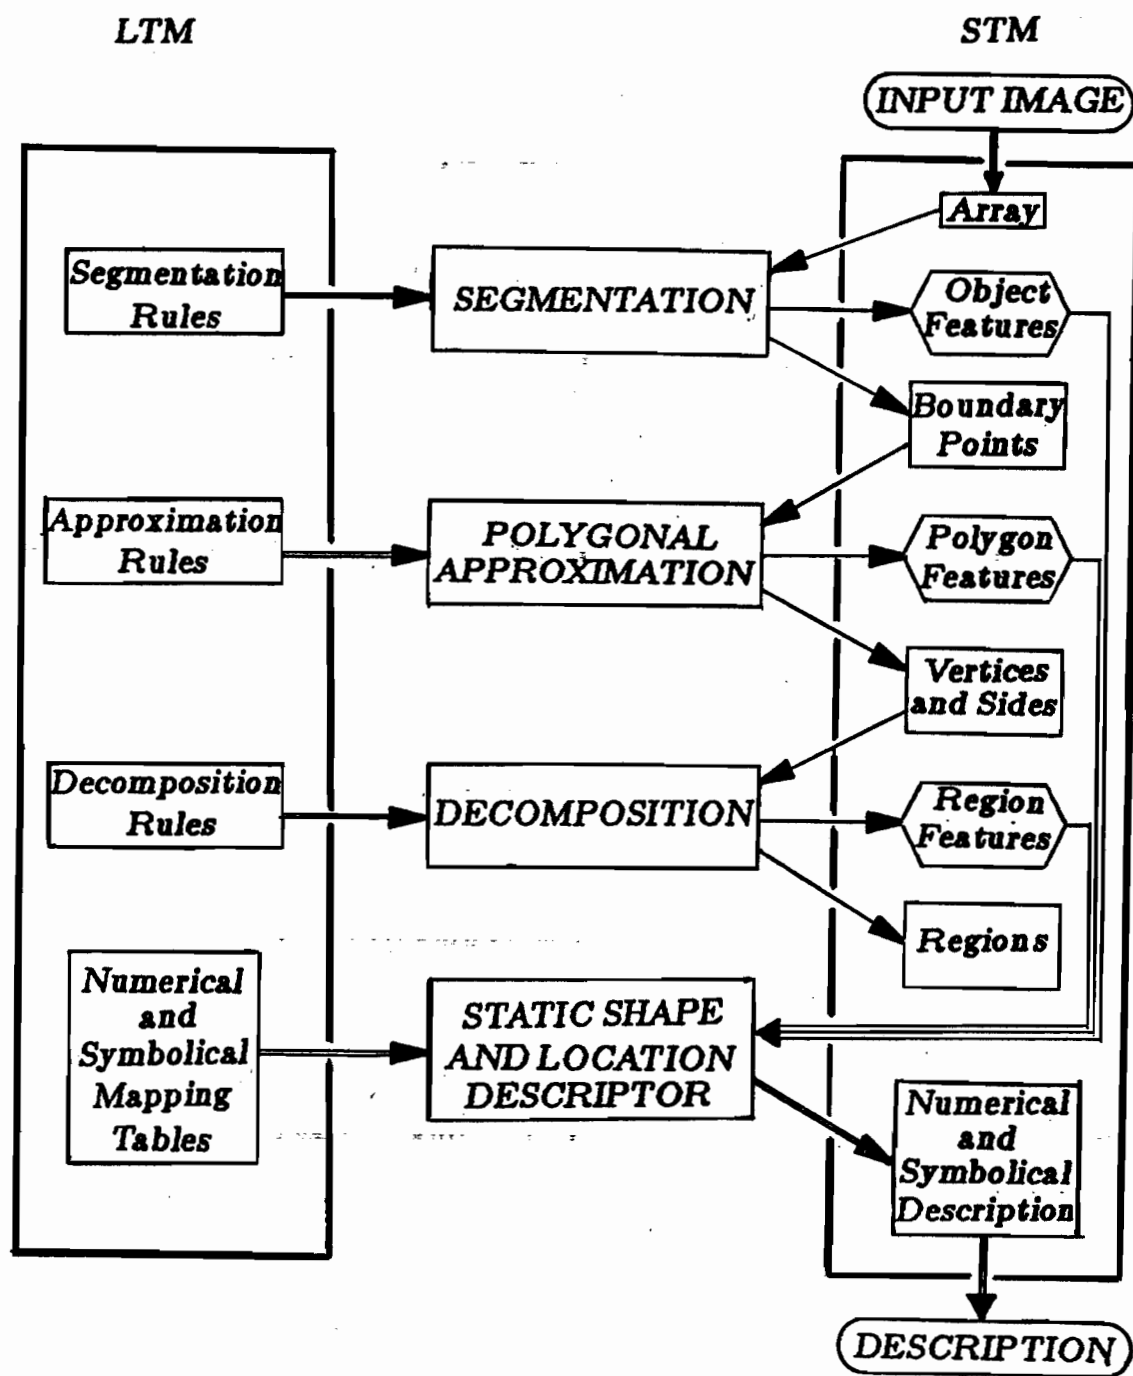 LTM
STM
INPUT IMAGE
Array
Segmentation
Rules
SEGMENTATION
Object
Features
Boundary
Points
Approximation
Rules
POLYGONAL
APPROXIMATION
Polygon
Features
Vertices
and Sides
Decomposition
Rules
DECOMPOSITION
Region
Features
Regions
Numerical
and
Symbolical
Mapping
Tables
STATIC SHAPE
AND LOCATION
DESCRIPTOR
Numerical
and
Symbolical
Description
DESCRIPTION